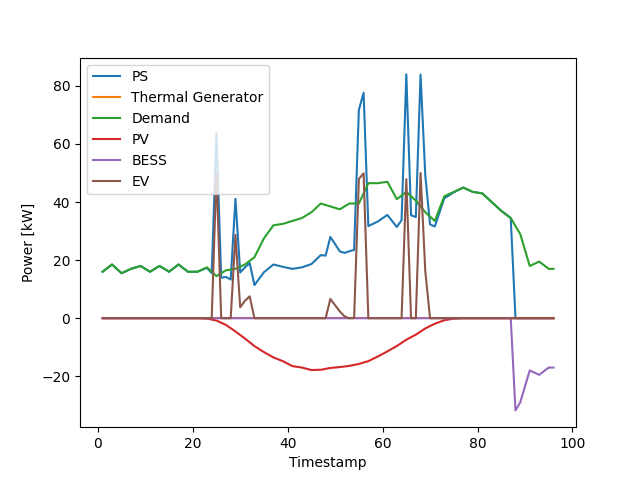 PS
Thermal Generator
Demand
PV
BESS
EV
80
60
40
20
0
−20
Power [kW]
0 20 40 60 80 100
Timestamp